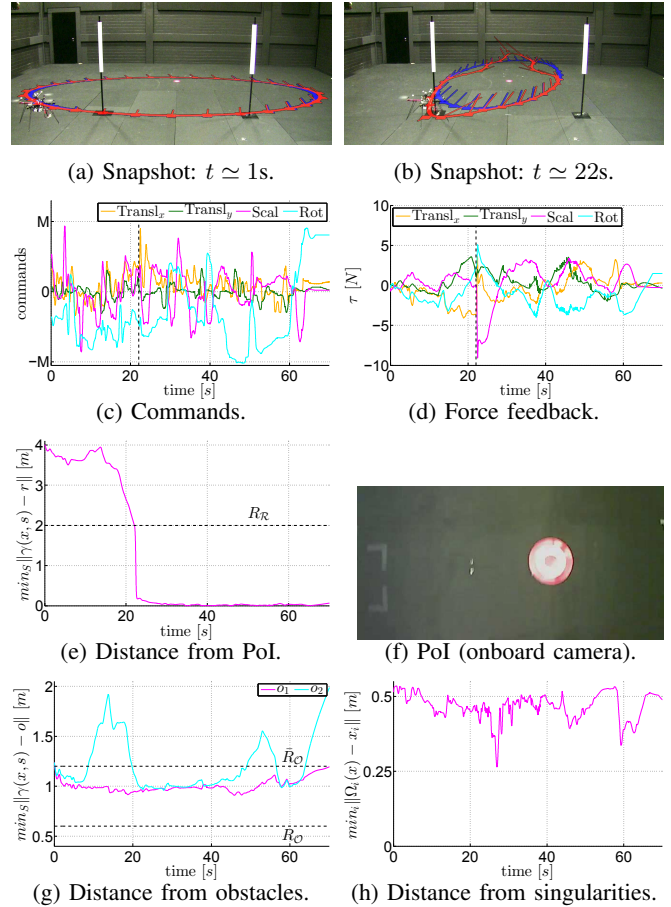 (a) Snapshot: t ≃ 1s.
(b) Snapshot: t ≃ 22s.
Transl_x Transl_y Scal Rot
M
0
−M
commands
0 20 40 60
time [s]
(c) Commands.
Transl_x Transl_y Scal Rot
10
5
0
−5
−10
τ [N]
0 20 40 60
time [s]
(d) Force feedback.
4
3
2
1
0
min_S‖γ(x, s) − r‖ [m]
R_R
0 20 40 60
time [s]
(e) Distance from PoI.
(f) PoI (onboard camera).
o_1 o_2
2
1.5
1
0.5
min_S‖γ(x, s) − o‖ [m]
R̄_O
R_O
0 20 40 60
time [s]
(g) Distance from obstacles.
0.5
0.25
0
min_i‖Ω_i(x) − x_i‖ [m]
0 20 40 60
time [s]
(h) Distance from singularities.